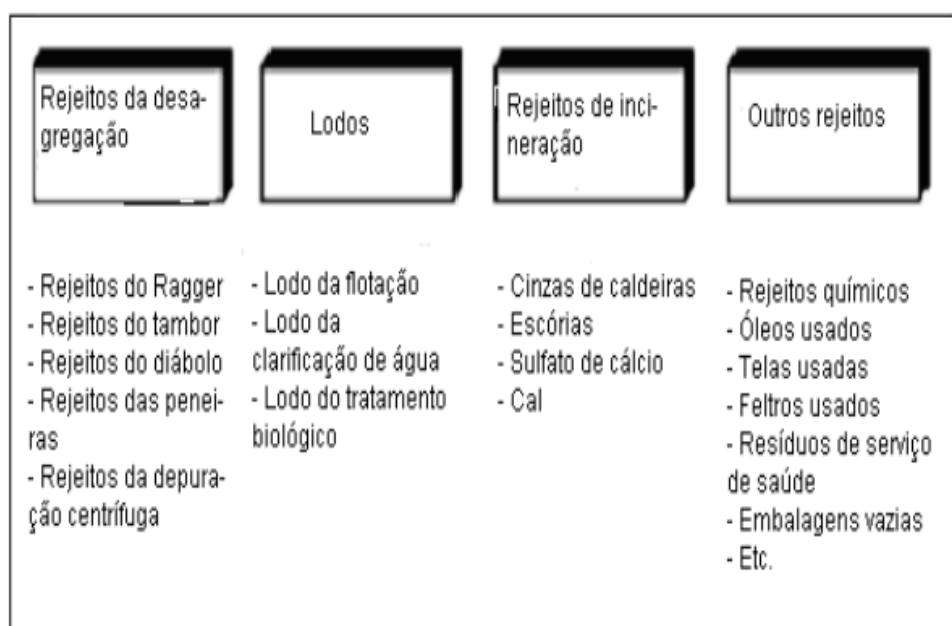 Rejeitos da desa-
gregação
Lodos
Rejeitos de inci-
neração
Outros rejeitos
- Rejeitos do Ragger
- Rejeitos do tambor
- Rejeitos do diábolo
- Rejeitos das penei-
ras
- Rejeitos da depura-
ção centrífuga
- Lodo da flotação
- Lodo da
clarificação de água
- Lodo do tratamento
biológico
- Cinzas de caldeiras
- Escórias
- Sulfato de cálcio
- Cal
- Rejeitos químicos
- Óleos usados
- Telas usadas
- Feltros usados
- Resíduos de serviço
de saúde
- Embalagens vazias
- Etc.